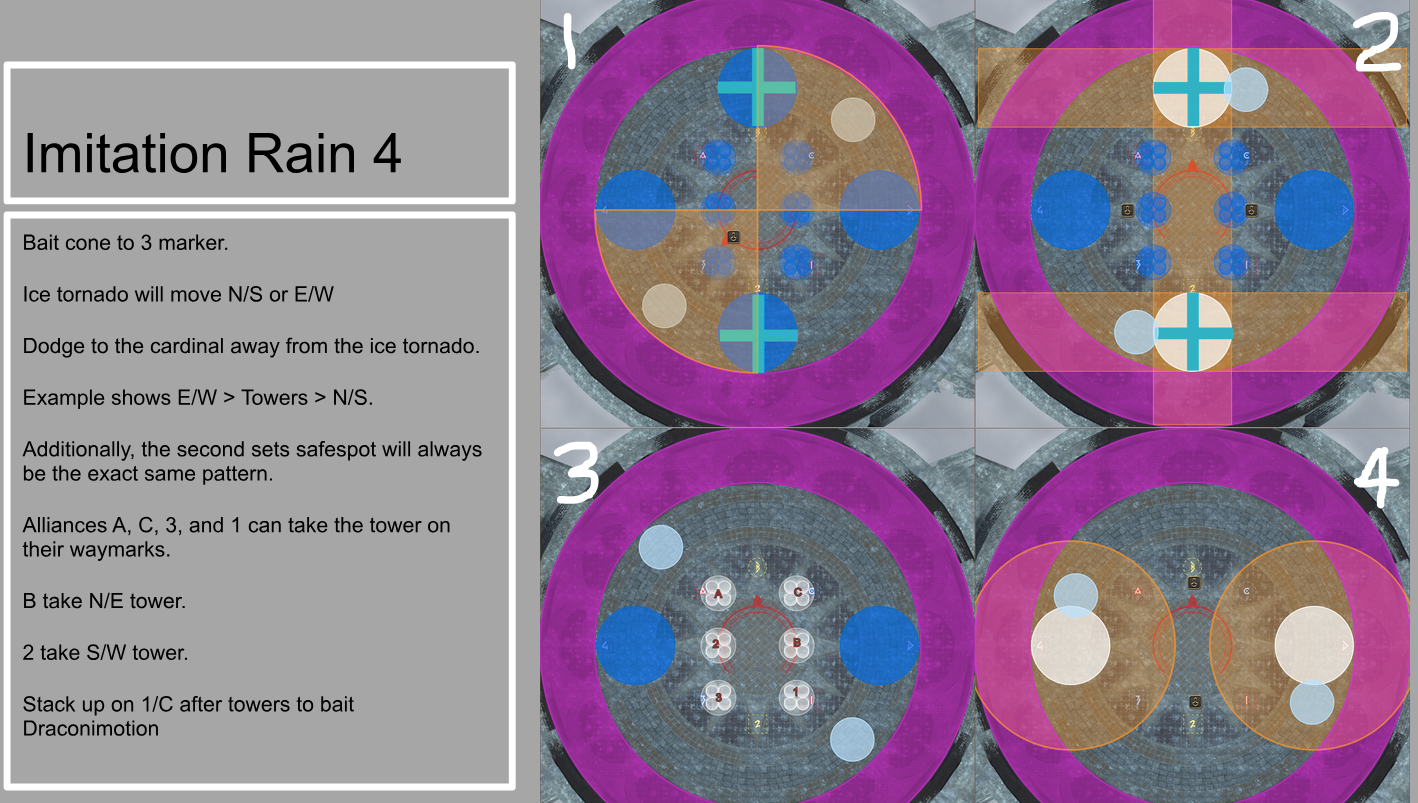 Imitation Rain 4
Bait cone to 3 marker.
Ice tornado will move N/S or E/W
Dodge to the cardinal away from the ice tornado.
Example shows E/W > Towers > N/S.
Additionally, the second sets safespot will always
be the exact same pattern.
Alliances A, C, 3, and 1 can take the tower on
their waymarks.
B take N/E tower.
2 take S/W tower.
Stack up on 1/C after towers to bait
Draconimotion
1
2
3
A
C
2
B
3
1
4